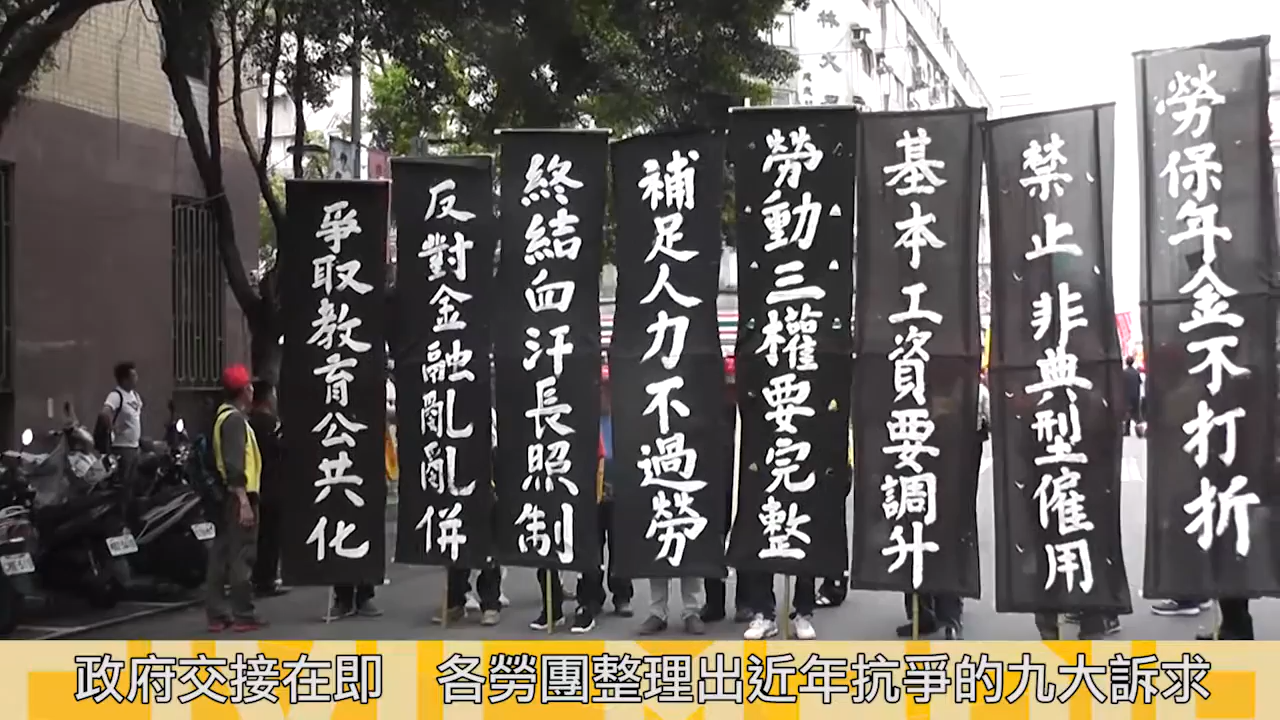 勞保年金不打折
禁止非典型僱用
基本工資要調升
勞動三權要完整
補足人力不過勞
終結血汗長照制
反對金融亂亂併
爭取教育公共化
政府交接在即 各勞團整理出近年抗爭的九大訴求